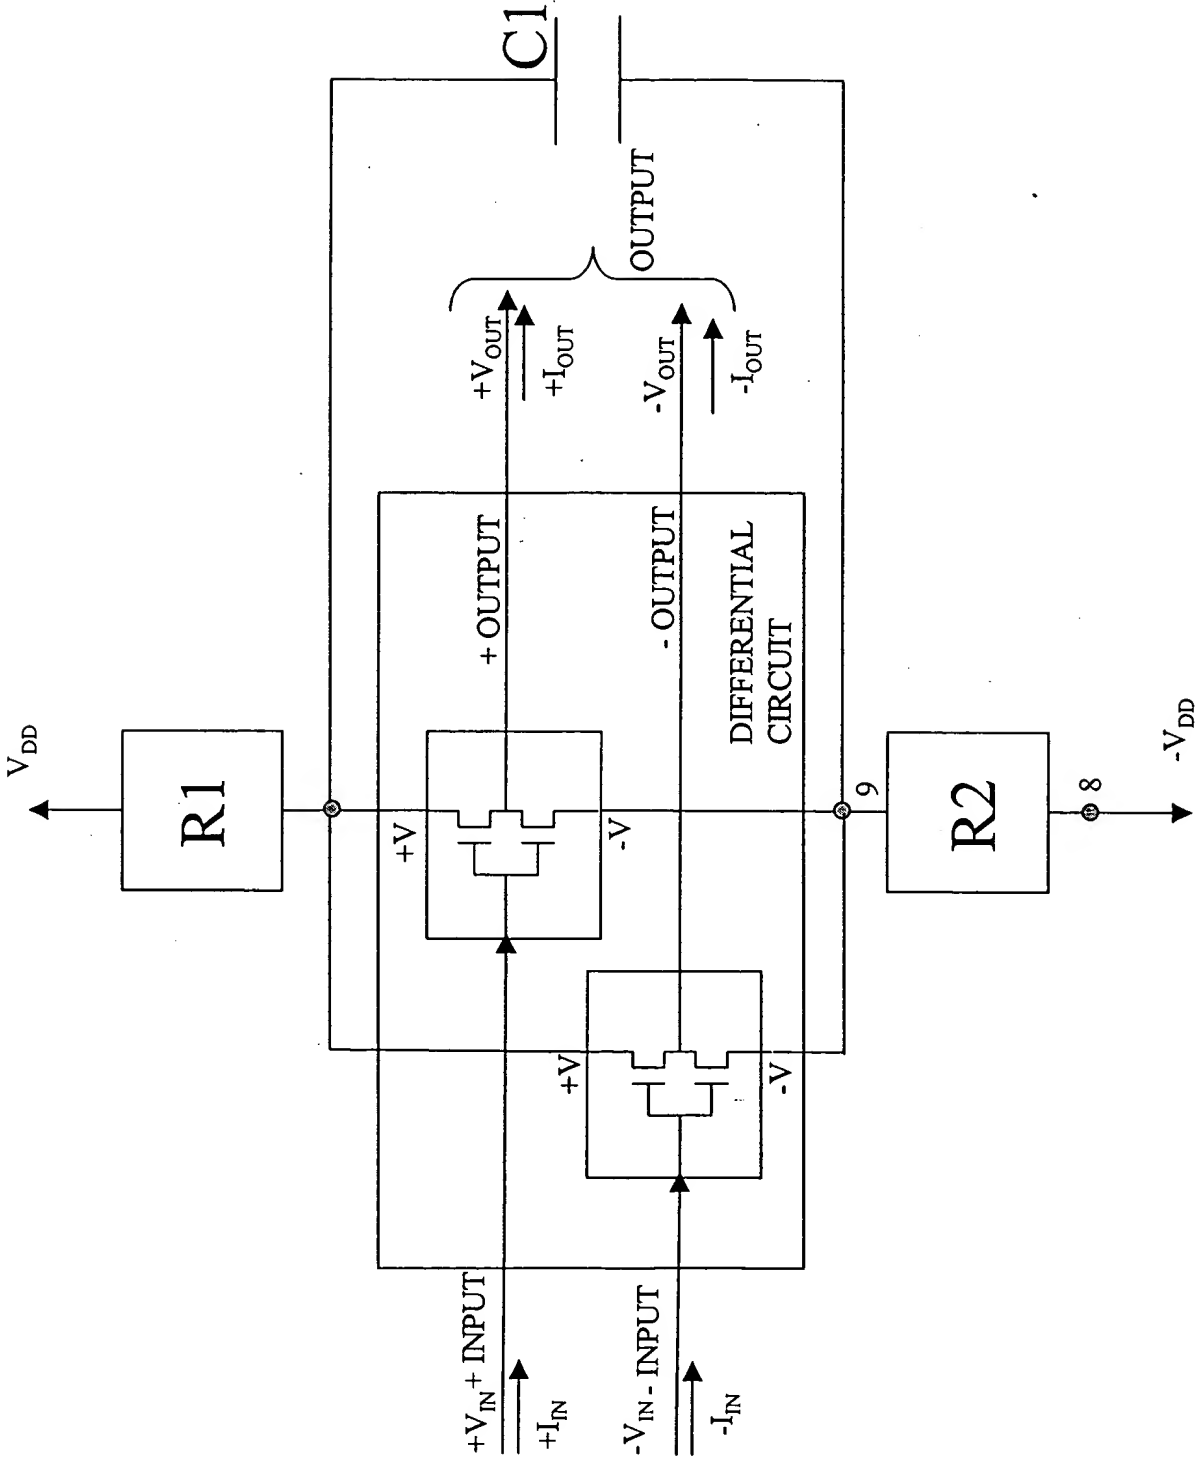 V_DD
R1
C1
+V
-V
+ OUTPUT
+V_OUT
+I_OUT
OUTPUT
- OUTPUT
-V_OUT
-I_OUT
+V
-V
DIFFERENTIAL
CIRCUIT
+V_IN + INPUT
+I_IN
-V_IN - INPUT
-I_IN
9
R2
8
-V_DD